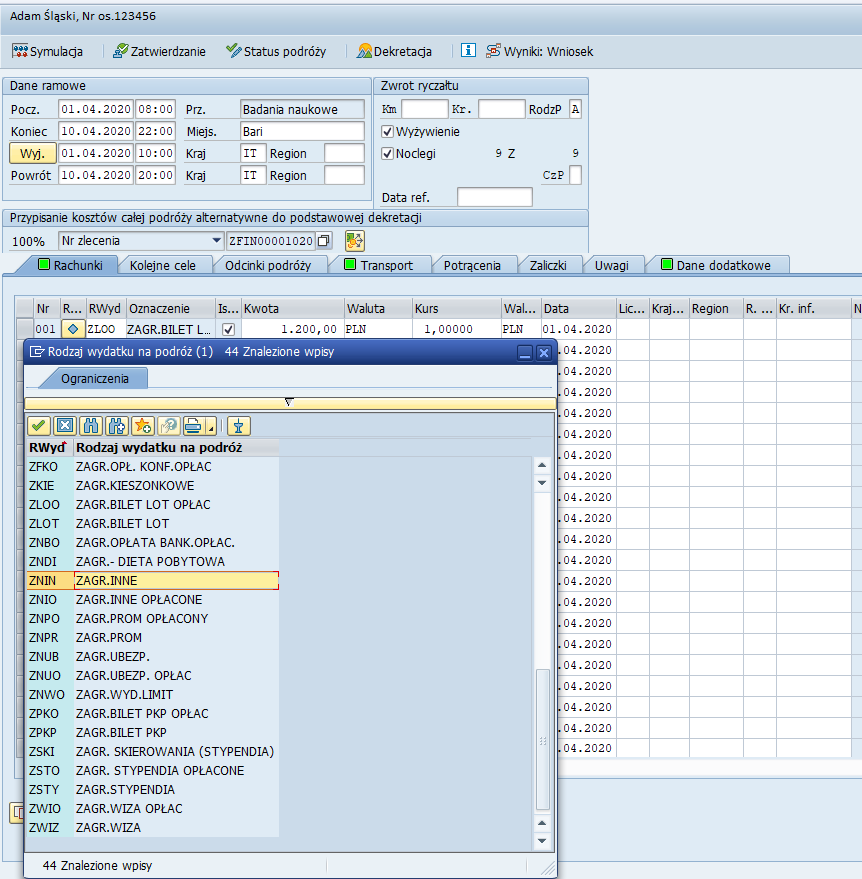 Adam Śląski, Nr os.123456
Symulacja Zatwierdzanie Status podróży Dekretacja Wyniki: Wniosek
Dane ramowe Zwrot ryczałtu
Pocz. 01.04.2020 08:00 Prz. Badania naukowe Km Kr. RodzP A
Koniec 10.04.2020 22:00 Miejs. Bari Wyżywienie
Wyj. 01.04.2020 10:00 Kraj IT Region Noclegi 9 Z 9
Powrót 10.04.2020 20:00 Kraj IT Region CzP
Data ref.
Przypisanie kosztów całej podróży alternatywne do podstawowej dekretacji
100% Nr zlecenia ZFIN00001020
Rachunki Kolejne cele Odcinki podróży Transport Potrącenia Zaliczki Uwagi Dane dodatkowe
Nr R... RWyd Oznaczenie Is... Kwota Waluta Kurs Wal... Data Lic... Kraj... Region R. ... Kr. inf. N
001 ZLOO ZAGR.BILET L... 1.200,00 PLN 1,00000 PLN 01.04.2020
Rodzaj wydatku na podróż (1) 44 Znalezione wpisy .04.2020
Ograniczenia .04.2020
.04.2020
.04.2020
.04.2020
RWyd Rodzaj wydatku na podróż .04.2020
ZFKO ZAGR.OPŁ. KONF.OPŁAC .04.2020
ZKIE ZAGR.KIESZONKOWE .04.2020
ZLOO ZAGR.BILET LOT OPŁAC .04.2020
ZLOT ZAGR.BILET LOT .04.2020
ZNBO ZAGR.OPŁATA BANK.OPŁAC. .04.2020
ZNDI ZAGR.- DIETA POBYTOWA .04.2020
ZNIN ZAGR.INNE .04.2020
ZNIO ZAGR.INNE OPŁACONE .04.2020
ZNPO ZAGR.PROM OPŁACONY .04.2020
ZNPR ZAGR.PROM .04.2020
ZNUB ZAGR.UBEZP. .04.2020
ZNUO ZAGR.UBEZP. OPŁAC .04.2020
ZNWO ZAGR.WYD.LIMIT .04.2020
ZPKO ZAGR.BILET PKP OPŁAC .04.2020
ZPKP ZAGR.BILET PKP .04.2020
ZSKI ZAGR. SKIEROWANIA (STYPENDIA) .04.2020
ZSTO ZAGR. STYPENDIA OPŁACONE
ZSTY ZAGR.STYPENDIA
ZWIO ZAGR.WIZA OPŁAC
ZWIZ ZAGR.WIZA
44 Znalezione wpisy